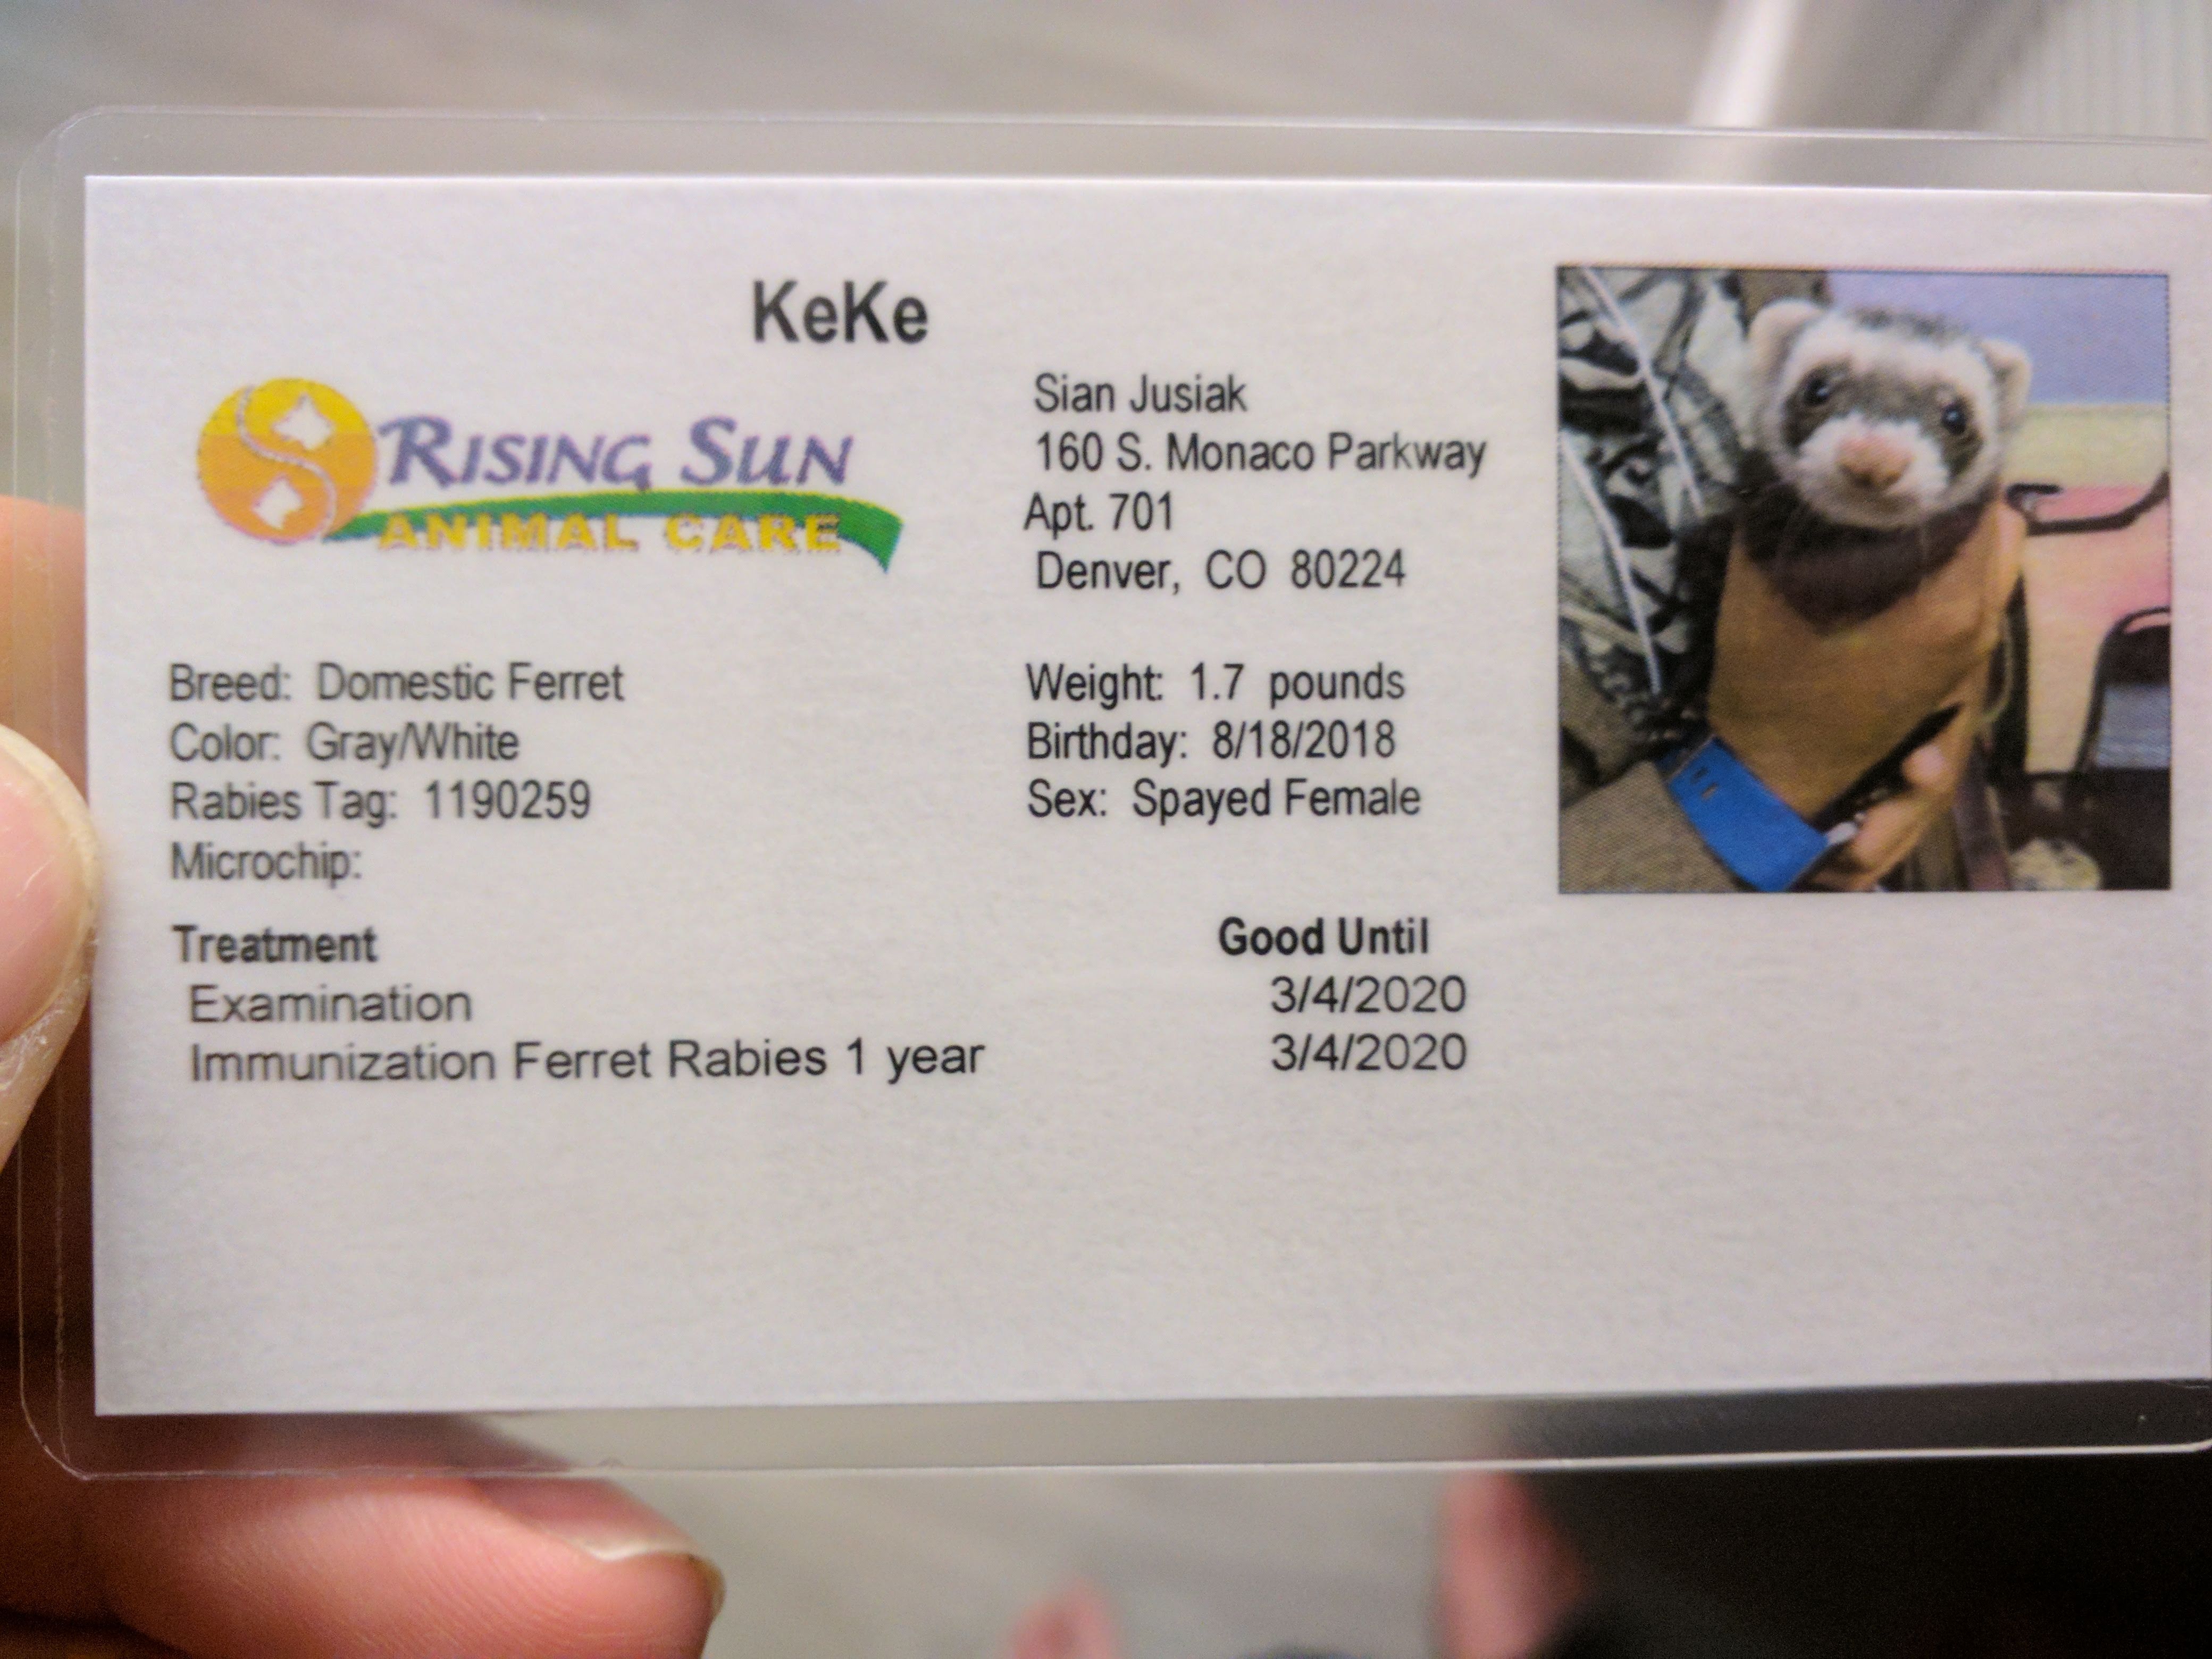 KeKe
RISING SUN
ANIMAL CARE
Sian Jusiak
160 S. Monaco Parkway
Apt. 701
Denver, CO 80224
Breed: Domestic Ferret
Color: Gray/White
Rabies Tag: 1190259
Microchip:
Weight: 1.7 pounds
Birthday: 8/18/2018
Sex: Spayed Female
Treatment Good Until
Examination 3/4/2020
Immunization Ferret Rabies 1 year 3/4/2020